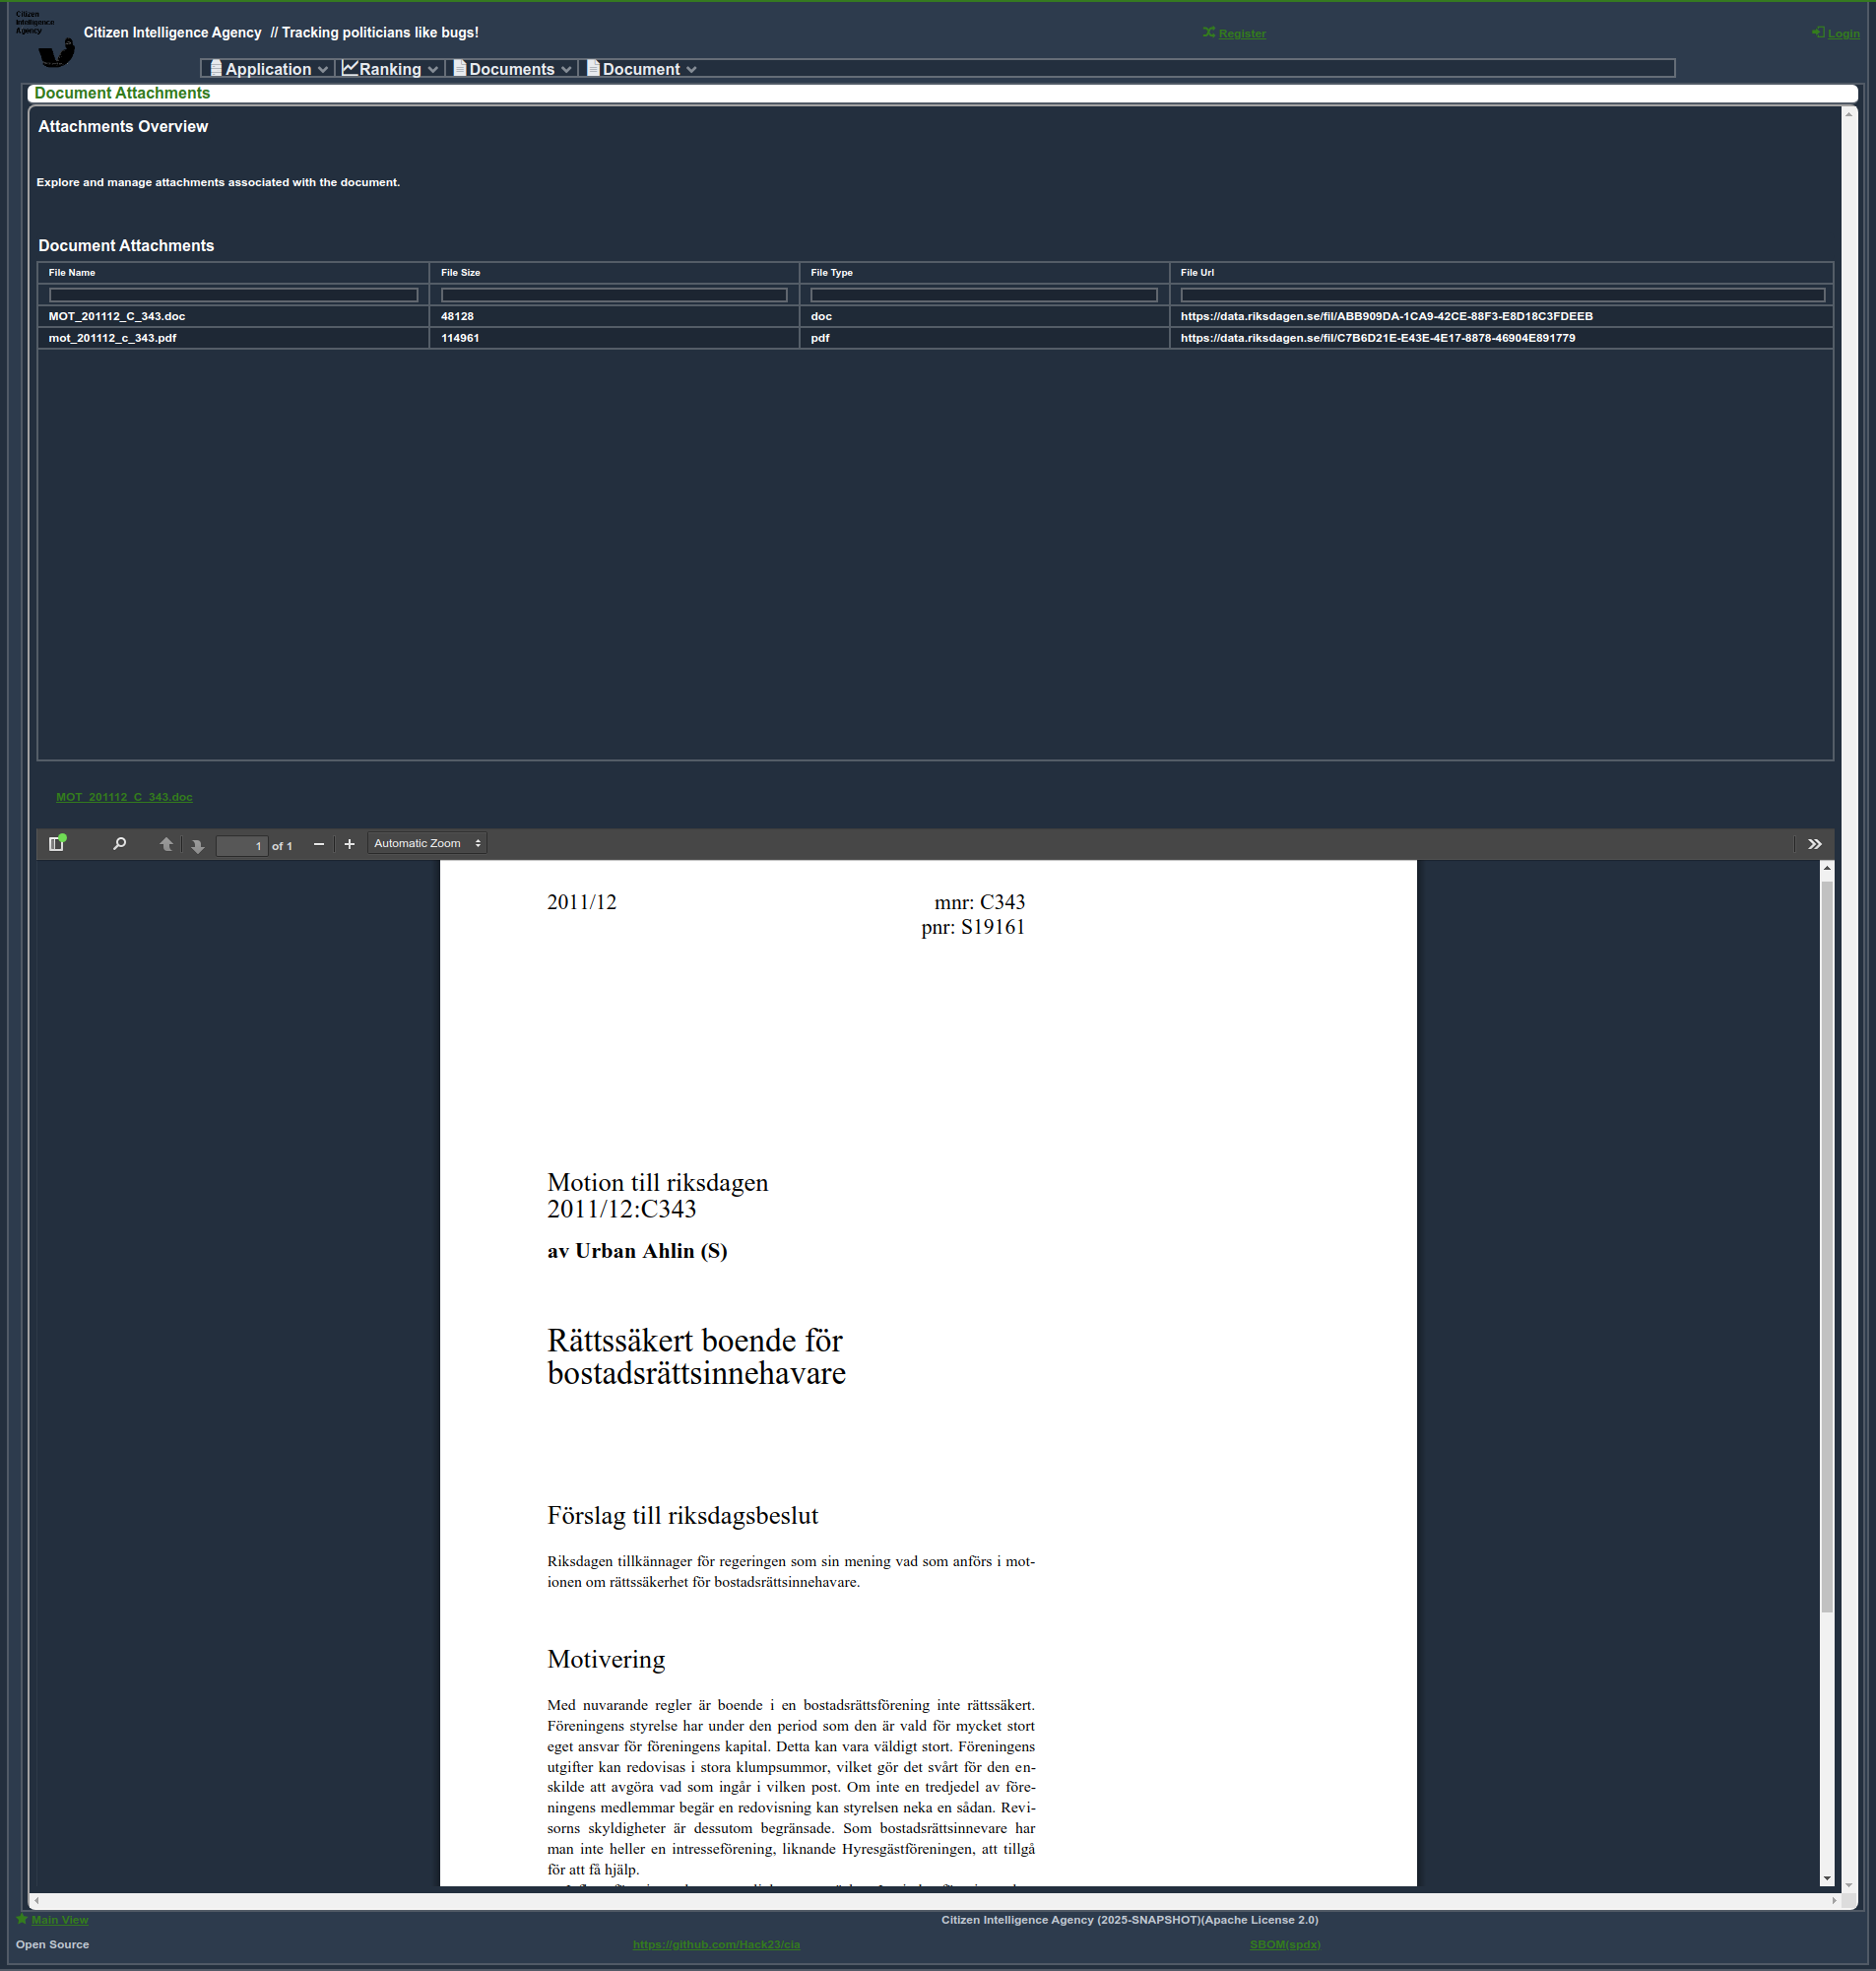 Citizen
Intelligence
Agency
Citizen Intelligence Agency // Tracking politicians like bugs!
Register
Login
Application
Ranking
Documents
Document
Document Attachments
Attachments Overview
Explore and manage attachments associated with the document.
Document Attachments
File Name File Size File Type File Url
MOT_201112_C_343.doc 48128 doc https://data.riksdagen.se/fil/ABB909DA-1CA9-42CE-88F3-E8D18C3FDEEB
mot_201112_c_343.pdf 114961 pdf https://data.riksdagen.se/fil/C7B6D21E-E43E-4E17-8878-46904E891779
MOT_201112_C_343.doc
1 of 1 Automatic Zoom
2011/12 mnr: C343
pnr: S19161
Motion till riksdagen
2011/12:C343
av Urban Ahlin (S)
Rättssäkert boende för
bostadsrättsinnehavare
Förslag till riksdagsbeslut
Riksdagen tillkännager för regeringen som sin mening vad som anförs i mot-
ionen om rättssäkerhet för bostadsrättsinnehavare.
Motivering
Med nuvarande regler är boende i en bostadsrättsförening inte rättssäkert.
Föreningens styrelse har under den period som den är vald för mycket stort
eget ansvar för föreningens kapital. Detta kan vara väldigt stort. Föreningens
utgifter kan redovisas i stora klumpsummor, vilket gör det svårt för den en-
skilde att avgöra vad som ingår i vilken post. Om inte en tredjedel av före-
ningens medlemmar begär en redovisning kan styrelsen neka en sådan. Revi-
sorns skyldigheter är dessutom begränsade. Som bostadsrättsinnevare har
man inte heller en intresseförening, liknande Hyresgästföreningen, att tillgå
för att få hjälp.
Main View
Citizen Intelligence Agency (2025-SNAPSHOT)(Apache License 2.0)
Open Source
https://github.com/Hack23/cia
SBOM(spdx)